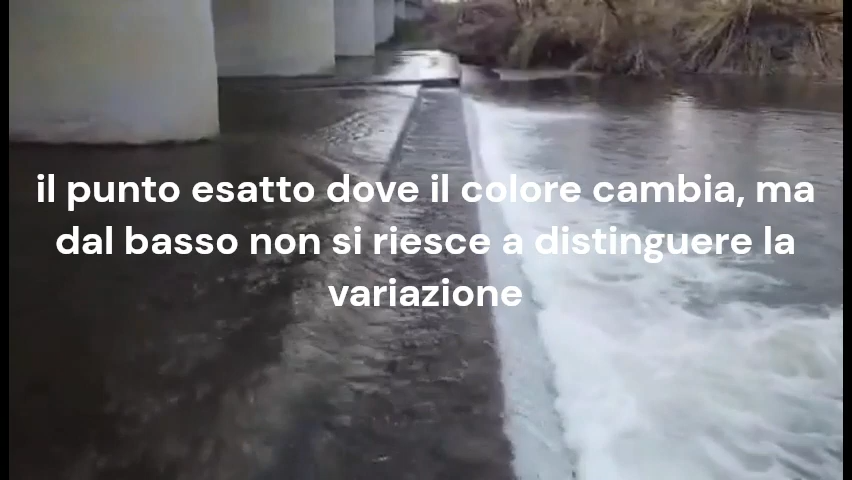 il punto esatto dove il colore cambia, ma
dal basso non si riesce a distinguere la
variazione